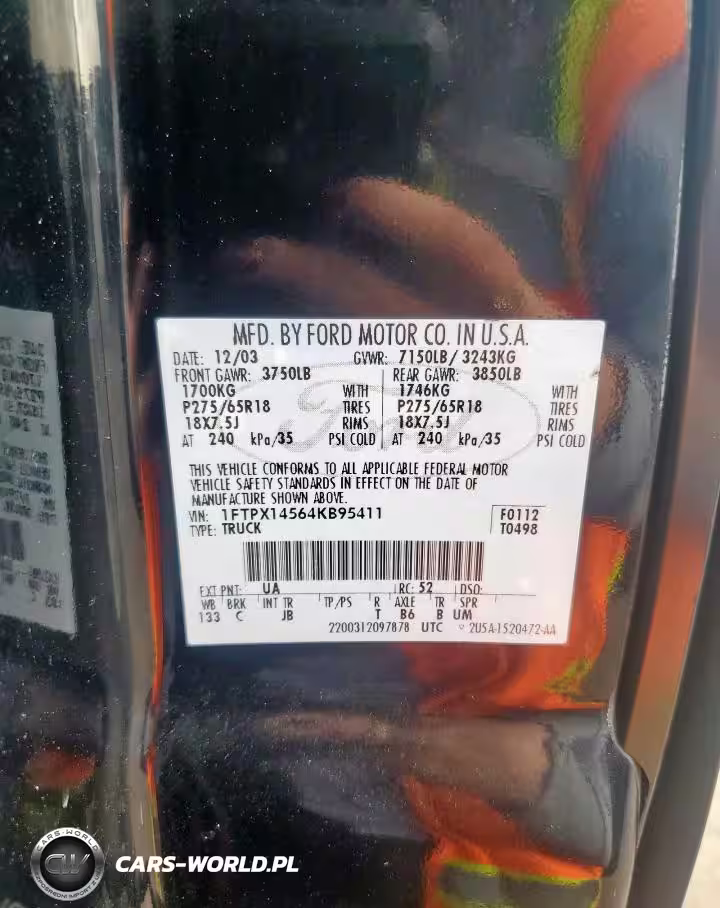 MFD. BY FORD MOTOR CO. IN U.S.A.
DATE: 12/03 GVWR: 7150LB/ 3243KG
FRONT GAWR: 3750LB REAR GAWR: 3850LB
1700KG WITH 1746KG WITH
P275/65R18 TIRES P275/65R18 TIRES
18X7.5J RIMS 18X7.5J RIMS
AT 240 kPa/35 PSI COLD AT 240 kPa/35 PSI COLD
THIS VEHICLE CONFORMS TO ALL APPLICABLE FEDERAL MOTOR
VEHICLE SAFETY STANDARDS IN EFFECT ON THE DATE OF
MANUFACTURE SHOWN ABOVE.
VIN: 1FTPX14564KB95411 F0112
TYPE: TRUCK T0498
EXT PNT: UA RC: 52 DSO:
WB BRK INT TR TP/PS R AXLE TR SPR
133 C JB T B6 B UM
2200312097878 UTC 2U5A-1520472-AA
CARS-WORLD
CW
CARS-WORLD.PL